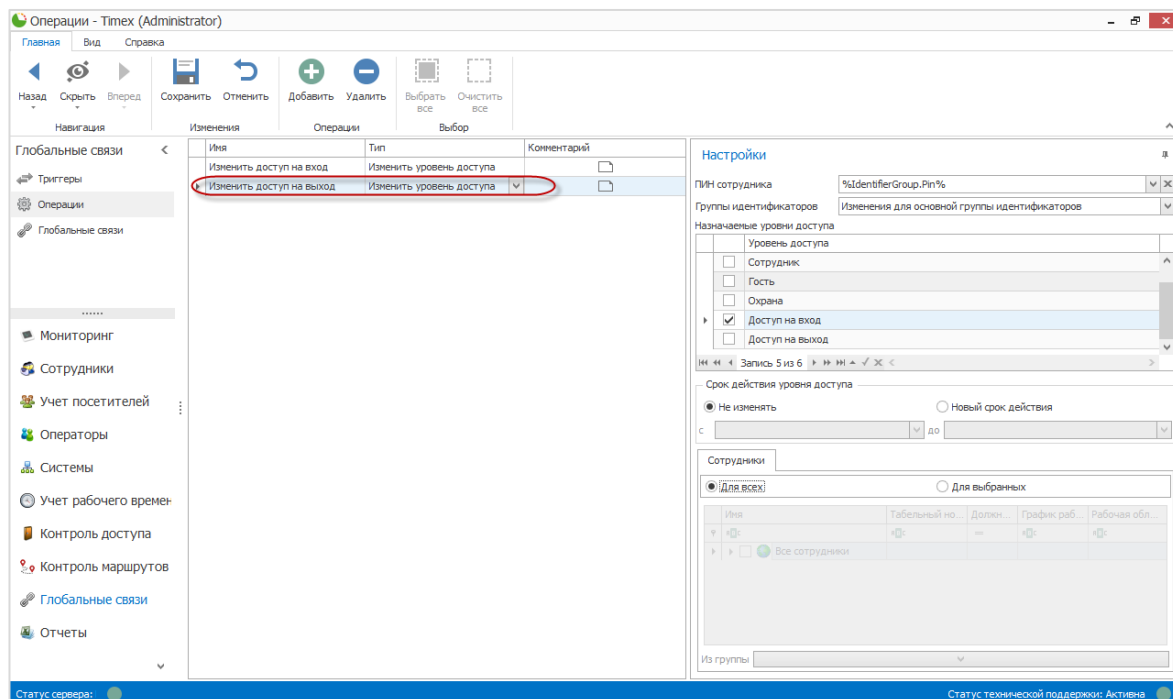 Операции - Timex (Administrator)
Главная Вид Справка
Назад Скрыть Вперед Сохранить Отменить Добавить Удалить Выбрать все Очистить все
Навигация Изменения Операции Выбор
Глобальные связи
Триггеры
Операции
Глобальные связи
Мониторинг
Сотрудники
Учет посетителей
Операторы
Системы
Учет рабочего времен
Контроль доступа
Контроль маршрутов
Глобальные связи
Отчеты
Имя Тип Комментарий
Изменить доступ на вход Изменить уровень доступа
Изменить доступ на выход Изменить уровень доступа
Настройки
ПИН сотрудника %IdentifierGroup.Pin%
Группы идентификаторов Изменения для основной группы идентификаторов
Назначаемые уровни доступа
Уровень доступа
Сотрудник
Гость
Охрана
Доступ на вход
Доступ на выход
Запись 5 из 6
Срок действия уровня доступа
Не изменять Новый срок действия
с до
Сотрудники
Для всех Для выбранных
Имя Табельный но... Должн... График раб... Рабочая обл...
Все сотрудники
Из группы
Статус сервера: Статус технической поддержки: Активна